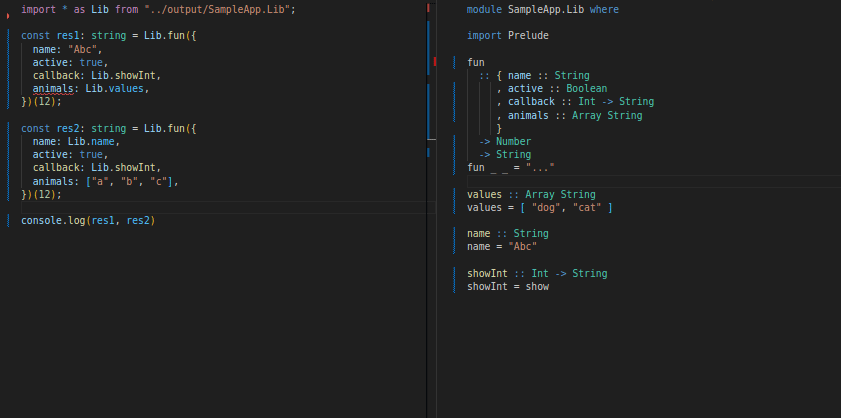 import * as Lib from "../output/SampleApp.Lib";
const res1: string = Lib.fun({
  name: "Abc",
  active: true,
  callback: Lib.showInt,
  animals: Lib.values,
})(12);
const res2: string = Lib.fun({
  name: Lib.name,
  active: true,
  callback: Lib.showInt,
  animals: ["a", "b", "c"],
})(12);
console.log(res1, res2)
module SampleApp.Lib where
import Prelude
fun
  :: { name :: String
     , active :: Boolean
     , callback :: Int -> String
     , animals :: Array String
     }
  -> Number
  -> String
fun _ _ = "..."
values :: Array String
values = [ "dog", "cat" ]
name :: String
name = "Abc"
showInt :: Int -> String
showInt = show